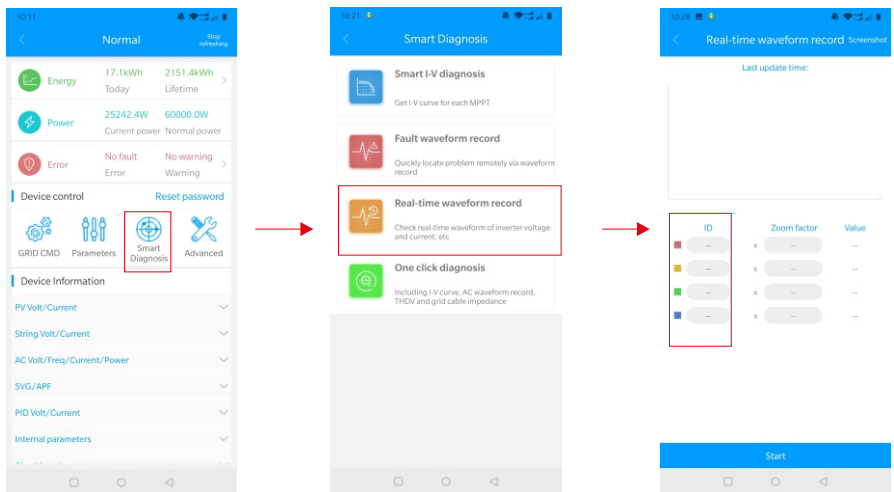 10:11
Normal
Stop
refreshing
Energy
17.1kWh 2151.4kWh
Today Lifetime
Power
25242.4W 60000.0W
Current power Normal power
Error
No fault No warning
Error Warning
Device control Reset password
GRID CMD Parameters Smart
Diagnosis Advanced
Device Information
PV Volt/Current
String Volt/Current
AC Volt/Freq/Current/Power
SVG/APF
PID Volt/Current
Internal parameters
10:21
Smart Diagnosis
Smart I-V diagnosis
Get I-V curve for each MPPT
Fault waveform record
Quickly locate problem remotely via waveform
record
Real-time waveform record
Check real-time waveform of inverter voltage
and current, etc
One click diagnosis
Including I-V curve, AC waveform record,
THDV and grid cable impedance
10:28
Real-time waveform record Screenshot
Last update time:
ID Zoom factor Value
-- x -- --
-- x -- --
-- x -- --
-- x -- --
Start